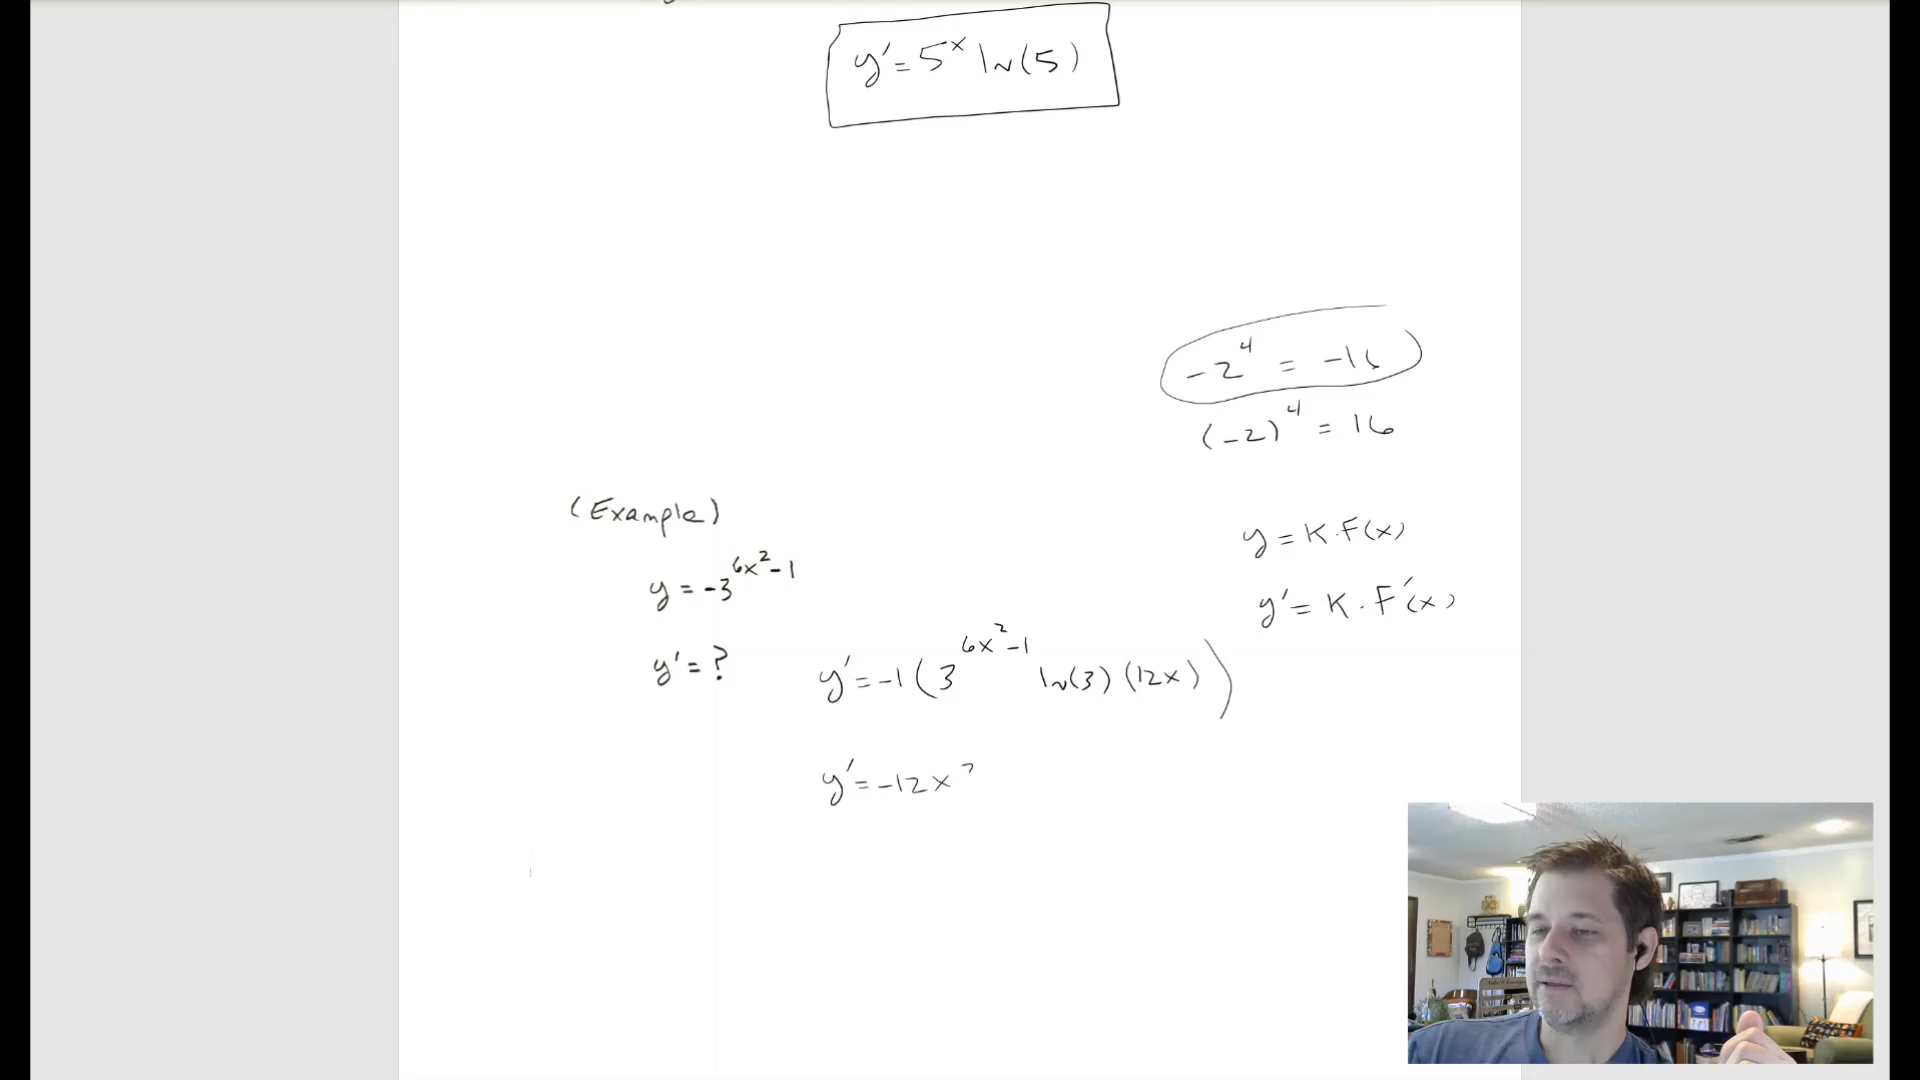 y' = 5^x ln(5)
-2^4 = -16
(-2)^4 = 16
(Example)
y = K·F(x)
y = -3^{6x^2-1}
y' = K·F'(x)
y' = ?
y' = -1(3^{6x^2-1} ln(3)(12x))
y' = -12x